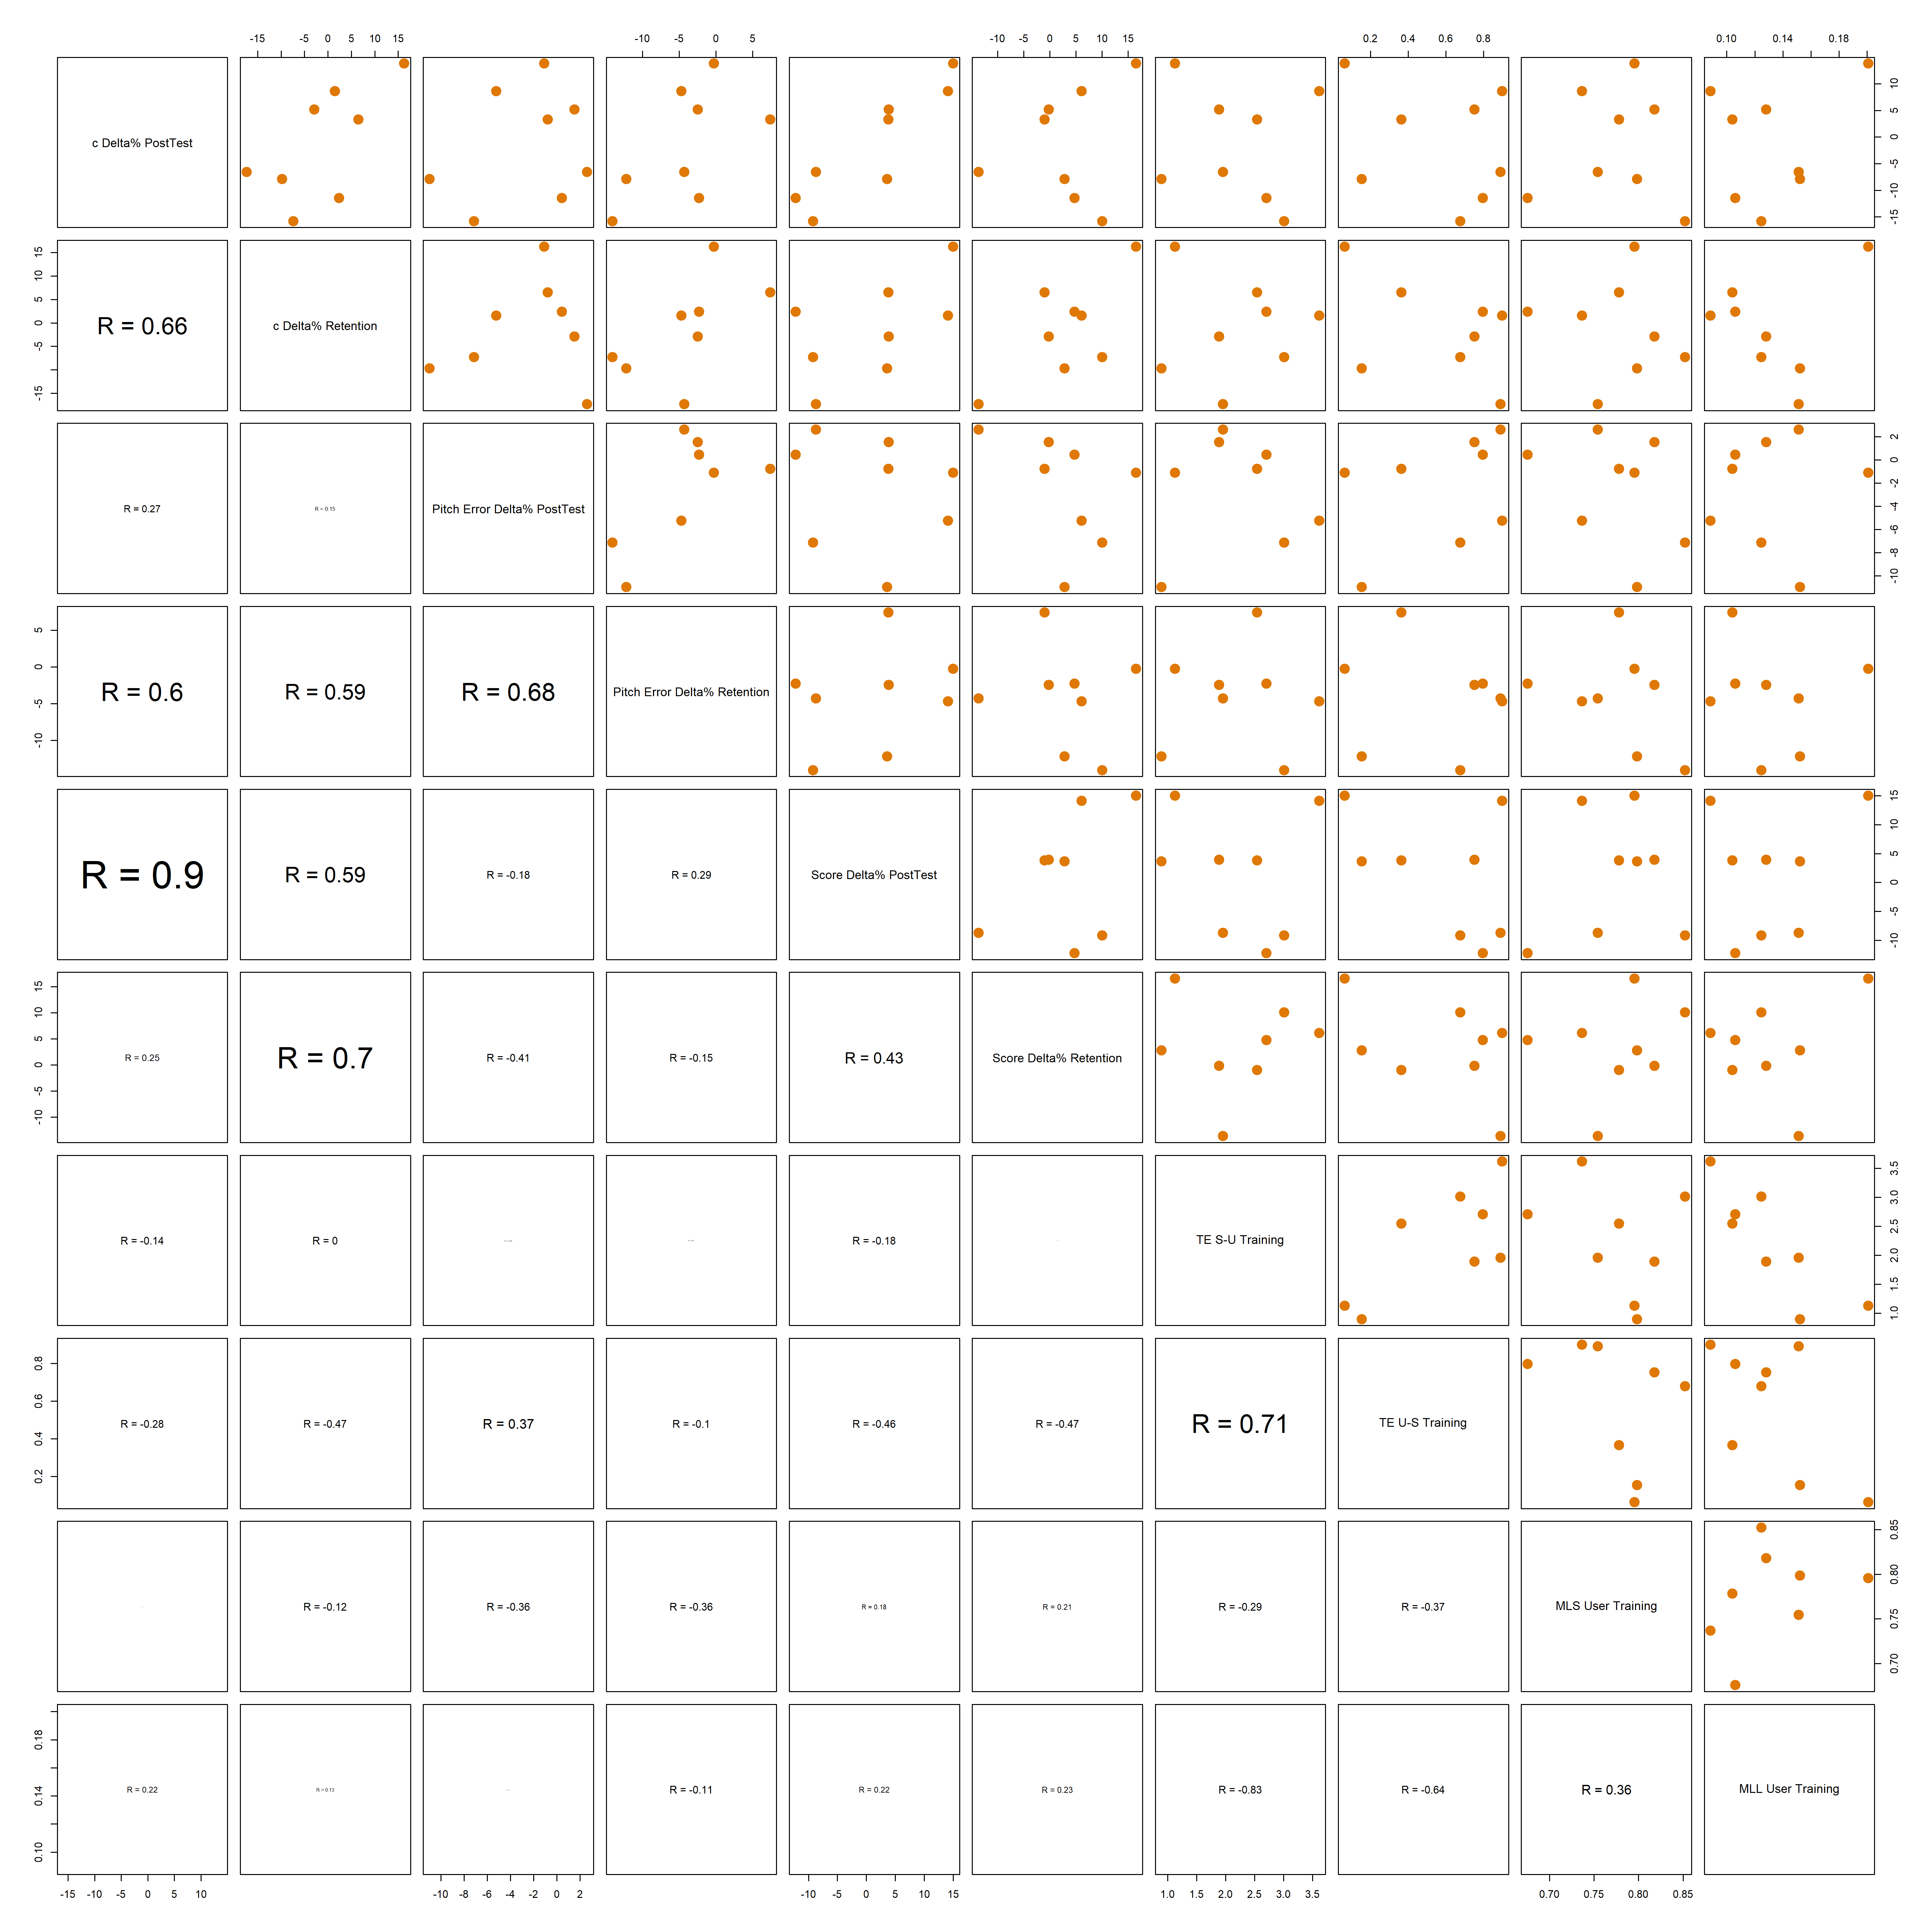 -15 -5 0 5 10 15 -10 -5 0 5 -10 0 5 10 15 0.2 0.4 0.6 0.8 0.10 0.14 0.18
c Delta% PostTest
-15 -10 -5 0 5 10
-15 -5 0 5 10 15
R = 0.66
c Delta% Retention
R = 0.27
R = 0.15
Pitch Error Delta% PostTest
-10 -8 -6 -4 -2 0 2
-10 -5 0 5
R = 0.6
R = 0.59
R = 0.68
Pitch Error Delta% Retention
R = 0.9
R = 0.59
R = -0.18
R = 0.29
Score Delta% PostTest
-10 -5 0 5 10 15
-10 -5 0 5 10 15
R = 0.25
R = 0.7
R = -0.41
R = -0.15
R = 0.43
Score Delta% Retention
R = -0.14
R = 0
R = -0.18
TE S-U Training
1.0 1.5 2.0 2.5 3.0 3.5
0.2 0.4 0.6 0.8
R = -0.28
R = -0.47
R = 0.37
R = -0.1
R = -0.46
R = -0.47
R = 0.71
TE U-S Training
R = -0.12
R = -0.36
R = -0.36
R = 0.18
R = 0.21
R = -0.29
R = -0.37
MLS User Training
0.70 0.75 0.80 0.85
0.10 0.14 0.18
R = 0.22
R = 0.13
R = -0.11
R = 0.22
R = 0.23
R = -0.83
R = -0.64
R = 0.36
MLL User Training
-15 -10 -5 0 5 10 -10 -8 -6 -4 -2 0 2 -10 -5 0 5 10 15 1.0 1.5 2.0 2.5 3.0 3.5 0.70 0.75 0.80 0.85